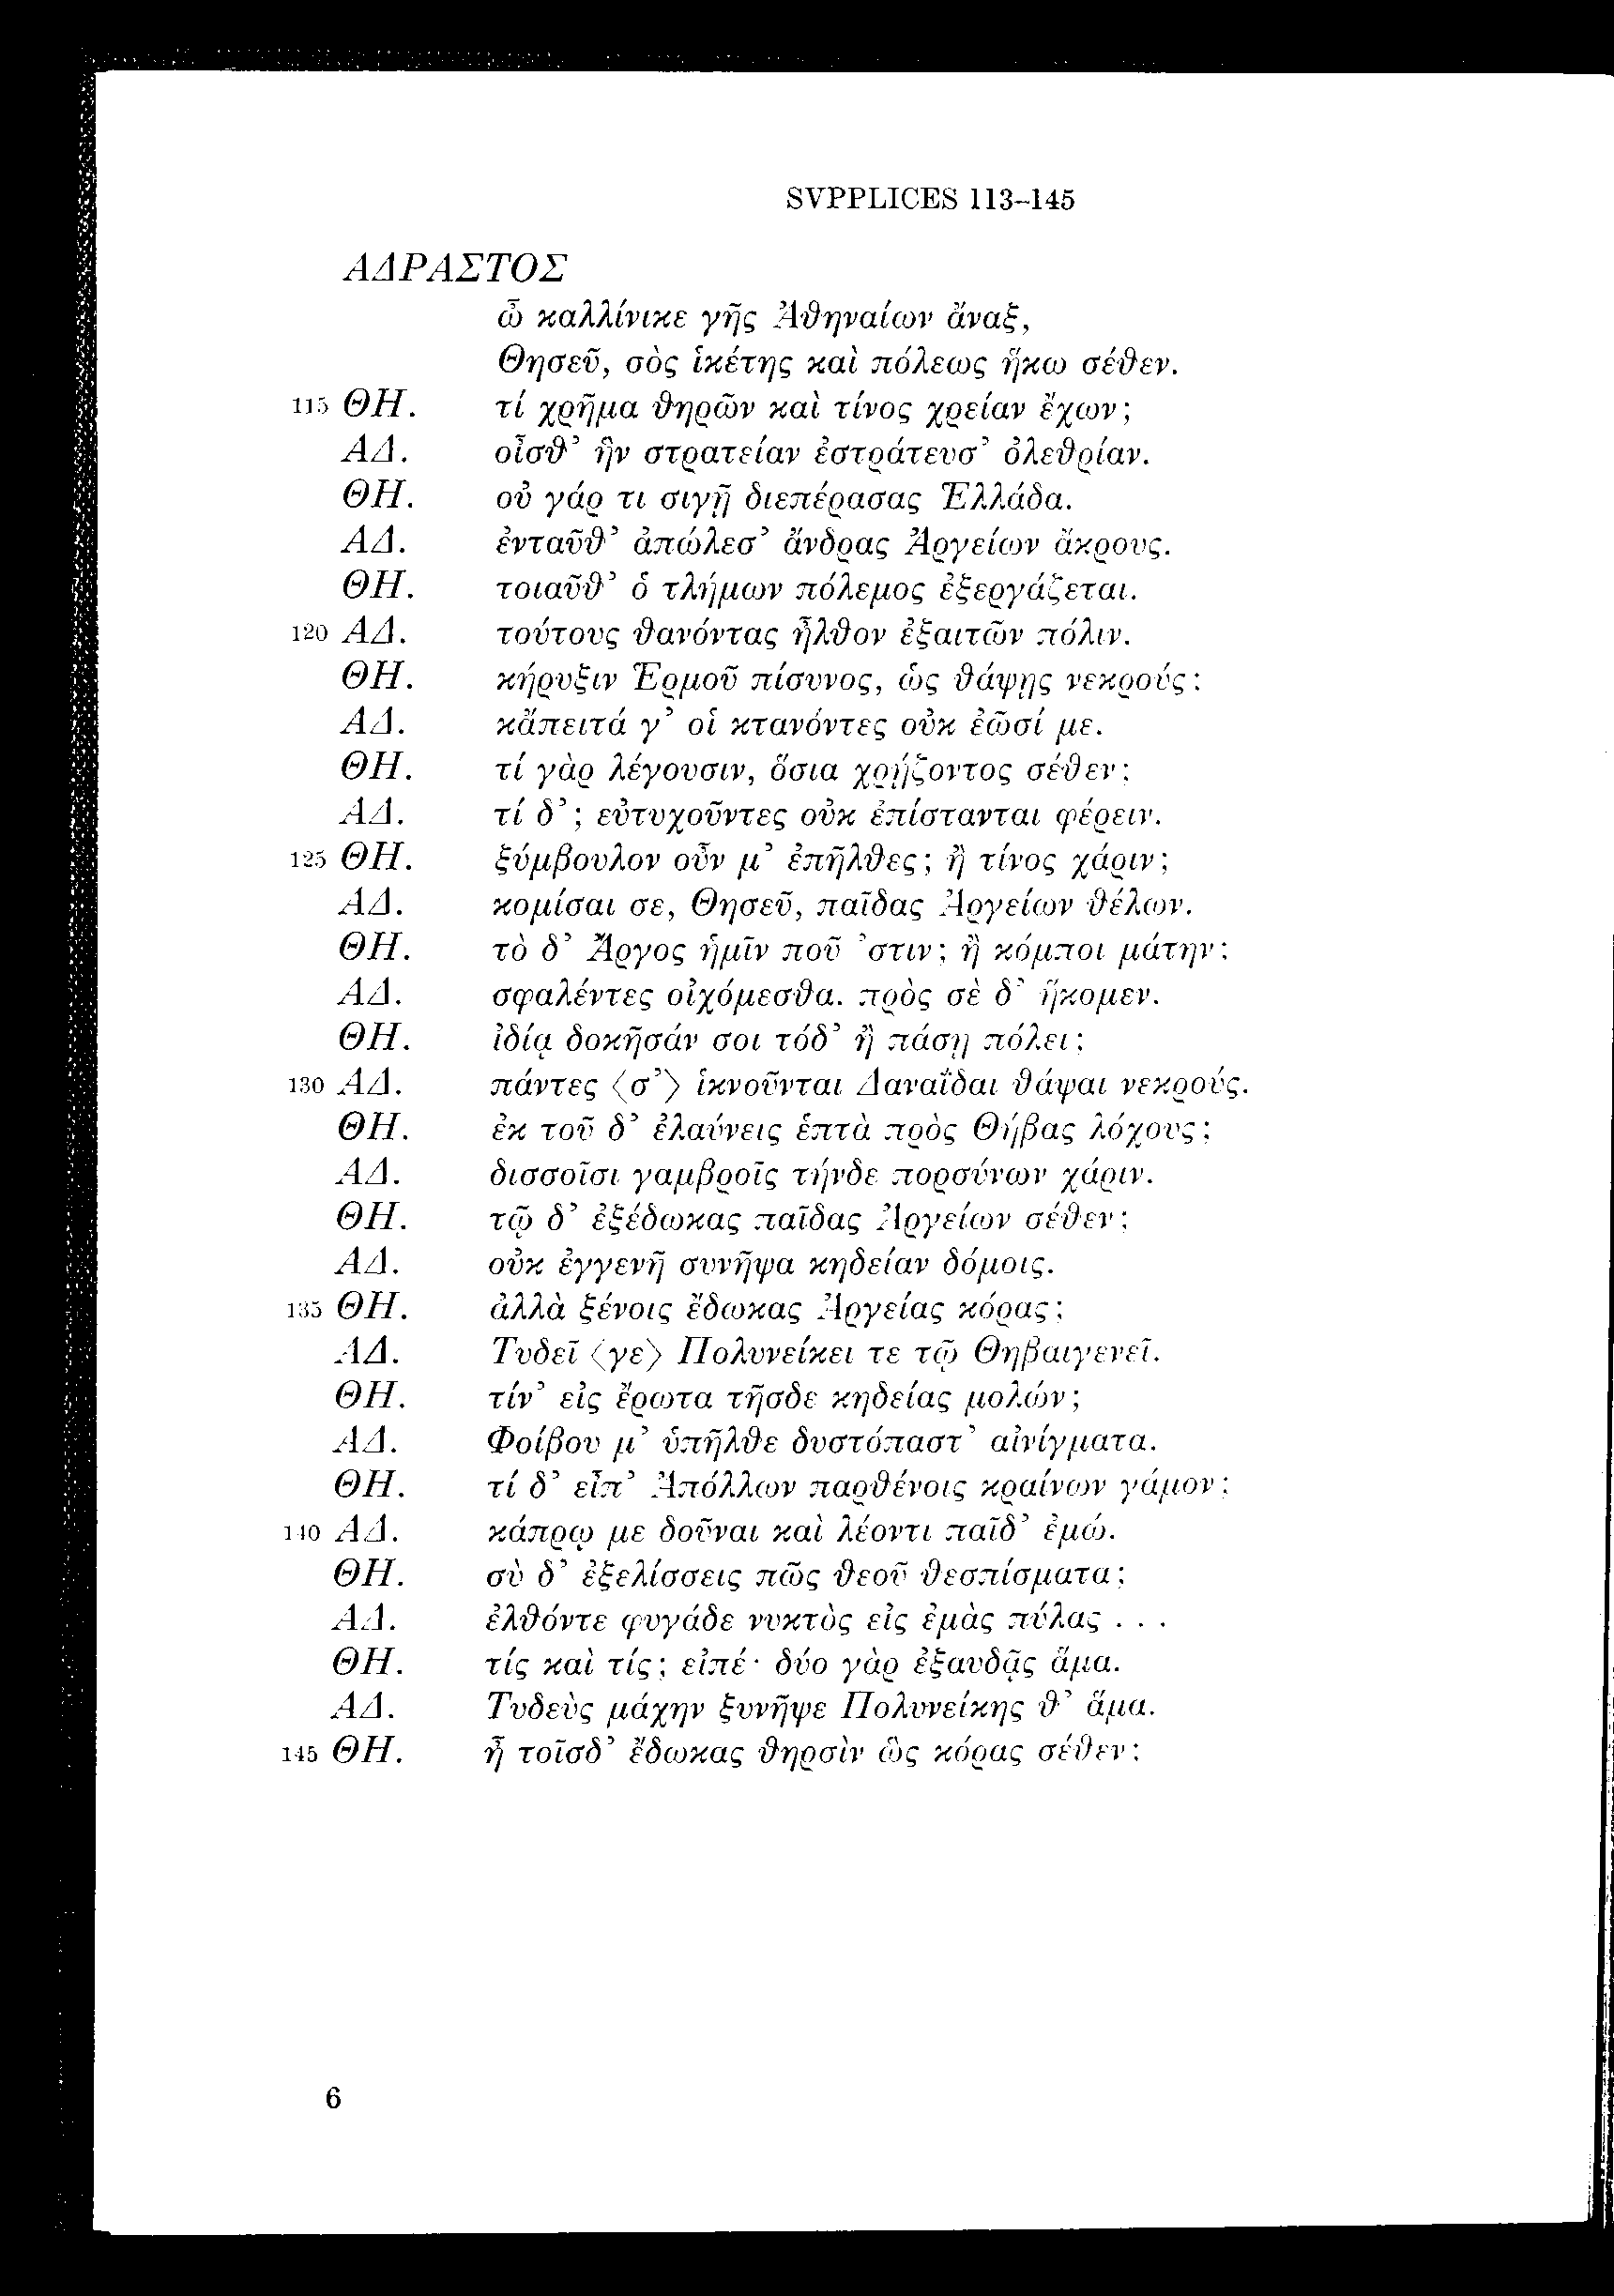 SVPPLICES 113-145
ΑΔΡΑΣΤΟΣ
ὦ καλλίνικε γῆς Ἀθηναίων ἄναξ,
Θησεῦ, σὸς ἱκέτης καὶ πόλεως ἥκω σέθεν.
115 ΘΗ. τί χρῆμα θηρῶν καὶ τίνος χρείαν ἔχων;
ΑΔ. οἶσθ’ ἣν στρατείαν ἐστράτευσ’ ὀλεθρίαν.
ΘΗ. οὐ γάρ τι σιγῇ διεπέρασας Ἑλλάδα.
ΑΔ. ἐνταῦθ’ ἀπώλεσ’ ἄνδρας Ἀργείων ἄκρους.
ΘΗ. τοιαῦθ’ ὁ τλήμων πόλεμος ἐξεργάζεται.
120 ΑΔ. τούτους θανόντας ἦλθον ἐξαιτῶν πόλιν.
ΘΗ. κήρυξιν Ἑρμοῦ πίσυνος, ὡς θάψῃς νεκρούς;
ΑΔ. κἄπειτά γ’ οἱ κτανόντες οὐκ ἐῶσί με.
ΘΗ. τί γὰρ λέγουσιν, ὅσια χρῄζοντος σέθεν;
ΑΔ. τί δ’; εὐτυχοῦντες οὐκ ἐπίστανται φέρειν.
125 ΘΗ. ξύμβουλον οὖν μ’ ἐπῆλθες; ἢ τίνος χάριν;
ΑΔ. κομίσαι σε, Θησεῦ, παῖδας Ἀργείων θέλων.
ΘΗ. τὸ δ’ Ἄργος ἡμῖν ποῦ ’στιν; ἢ κόμποι μάτην;
ΑΔ. σφαλέντες οἰχόμεσθα. πρὸς σὲ δ’ ἥκομεν.
ΘΗ. ἰδίᾳ δοκῆσάν σοι τόδ’ ἢ πάσῃ πόλει;
130 ΑΔ. πάντες ⟨σ’⟩ ἱκνοῦνται Δαναΐδαι θάψαι νεκρούς.
ΘΗ. ἐκ τοῦ δ’ ἐλαύνεις ἑπτὰ πρὸς Θήβας λόχους;
ΑΔ. δισσοῖσι γαμβροῖς τήνδε πορσύνων χάριν.
ΘΗ. τῷ δ’ ἐξέδωκας παῖδας Ἀργείων σέθεν;
ΑΔ. οὐκ ἐγγενῆ συνῆψα κηδείαν δόμοις.
135 ΘΗ. ἀλλὰ ξένοις ἔδωκας Ἀργείας κόρας;
ΑΔ. Τυδεῖ ⟨γε⟩ Πολυνείκει τε τῷ Θηβαιγενεῖ.
ΘΗ. τίν’ εἰς ἔρωτα τῆσδε κηδείας μολών;
ΑΔ. Φοίβου μ’ ὑπῆλθε δυστόπαστ’ αἰνίγματα.
ΘΗ. τί δ’ εἶπ’ Ἀπόλλων παρθένοις κραίνων γάμον;
140 ΑΔ. κάπρῳ με δοῦναι καὶ λέοντι παῖδ’ ἐμώ.
ΘΗ. σὺ δ’ ἐξελίσσεις πῶς θεοῦ θεσπίσματα;
ΑΔ. ἐλθόντε φυγάδε νυκτὸς εἰς ἐμὰς πύλας . . .
ΘΗ. τίς καὶ τίς; εἰπέ· δύο γὰρ ἐξαυδᾷς ἅμα.
ΑΔ. Τυδεὺς μάχην ξυνῆψε Πολυνείκης θ’ ἅμα.
145 ΘΗ. ἦ τοῖσδ’ ἔδωκας θηρσὶν ὣς κόρας σέθεν;
6